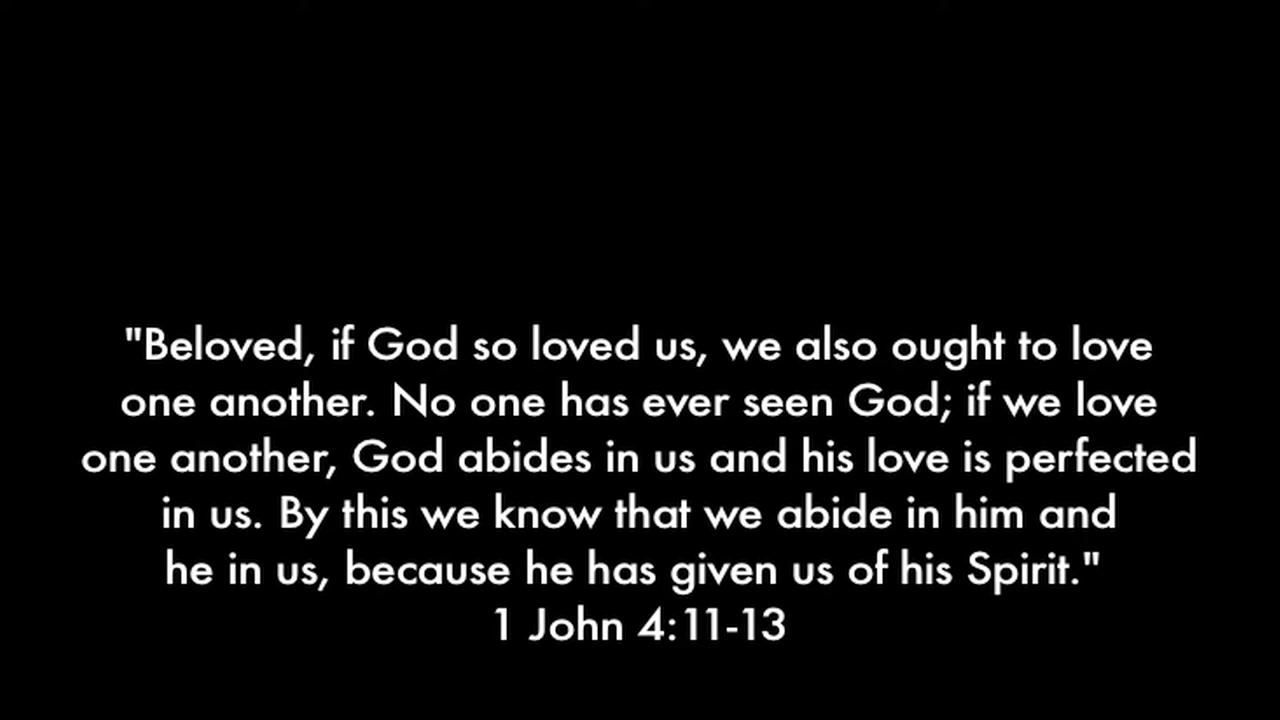 "Beloved, if God so loved us, we also ought to love
one another. No one has ever seen God; if we love
one another, God abides in us and his love is perfected
in us. By this we know that we abide in him and
he in us, because he has given us of his Spirit."
1 John 4:11-13